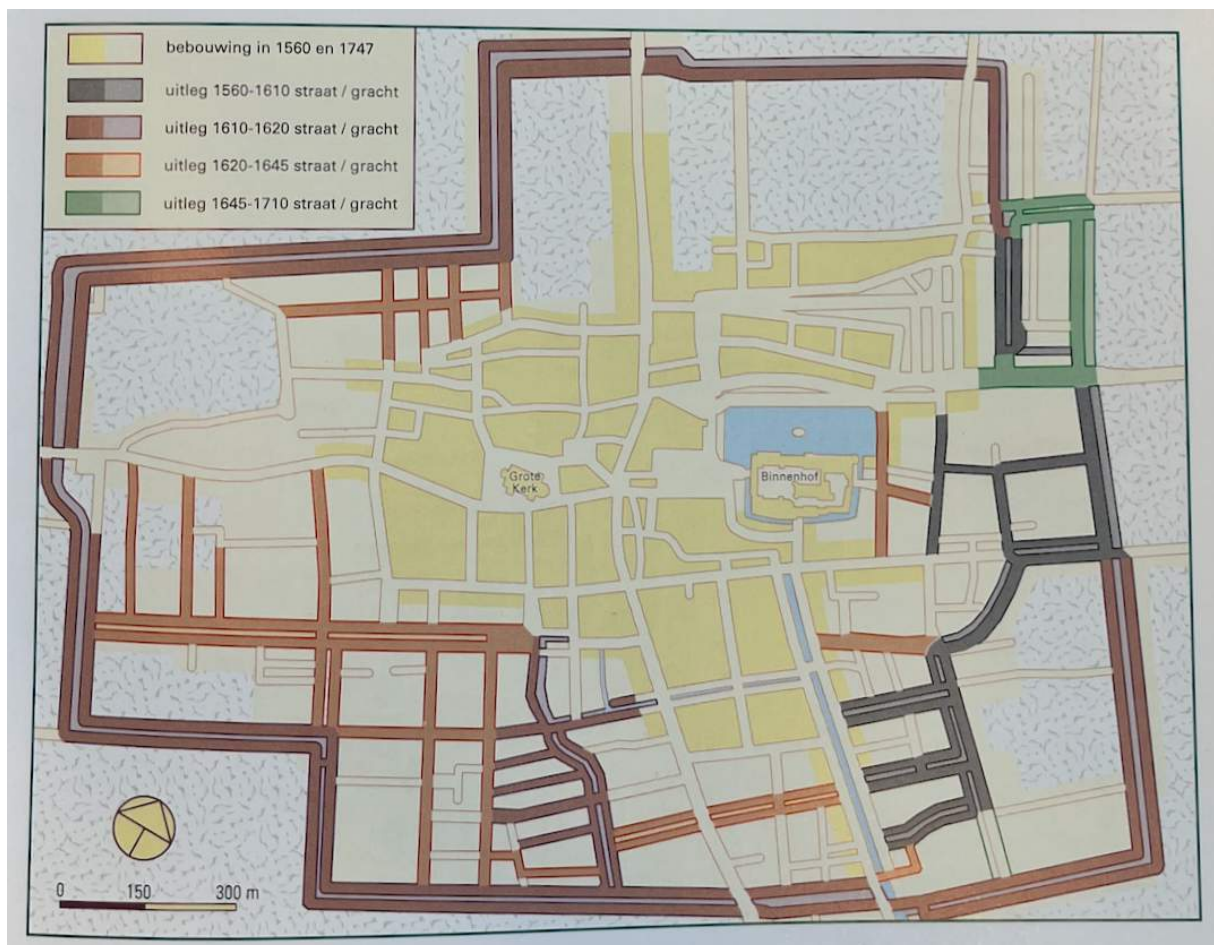 bebouwing in 1560 en 1747
uitleg 1560-1610 straat / gracht
uitleg 1610-1620 straat / gracht
uitleg 1620-1645 straat / gracht
uitleg 1645-1710 straat / gracht
Grote
Kerk
Binnenhof
0 150 300 m